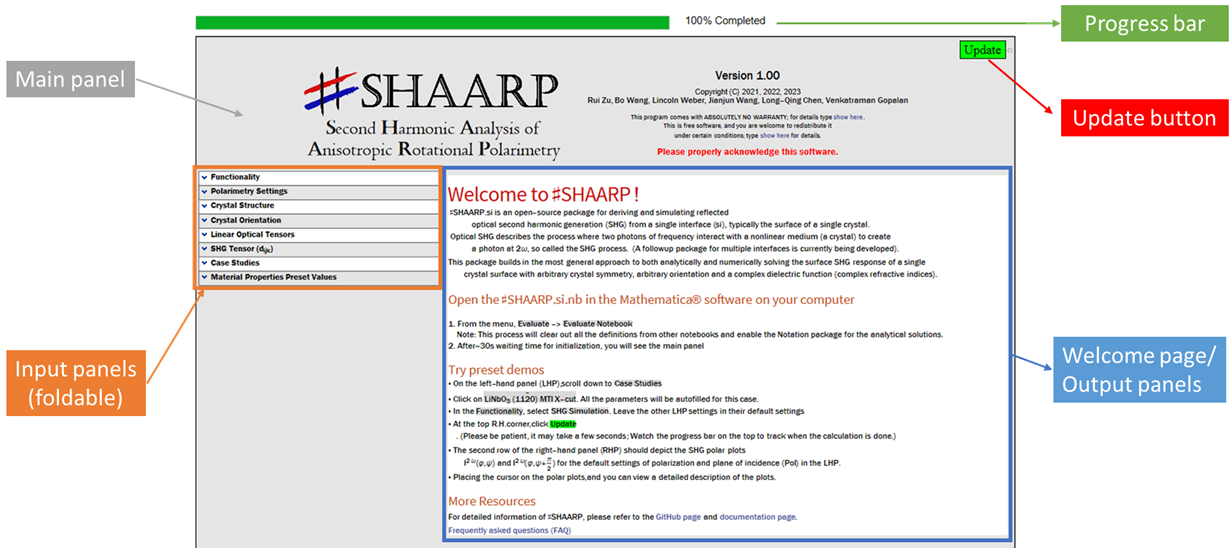 100% Completed
Progress bar
Update
Main panel
♯SHAARP
Second Harmonic Analysis of
Anisotropic Rotational Polarimetry
Version 1.00
Copyright (C) 2021, 2022, 2023
Rui Zu, Bo Wang, Lincoln Weber, Jianjun Wang, Long-Qing Chen, Venkatraman Gopalan
This program comes with ABSOLUTELY NO WARRANTY; for details type show here.
This is free software, and you are welcome to redistribute it
under certain conditions; type show here for details.
Please properly acknowledge this software.
Update button
Functionality
Polarimetry Settings
Crystal Structure
Crystal Orientation
Linear Optical Tensors
SHG Tensor (dijk)
Case Studies
Material Properties Preset Values
Input panels
(foldable)
Welcome to ♯SHAARP !
♯SHAARP.si is an open-source package for deriving and simulating reflected
optical second harmonic generation (SHG) from a single interface (si), typically the surface of a single crystal.
Optical SHG describes the process where two photons of frequency interact with a nonlinear medium (a crystal) to create
a photon at 2ω, so called the SHG process. (A followup package for multiple interfaces is currently being developed).
This package builds in the most general approach to both analytically and numerically solving the surface SHG response of a single
crystal surface with arbitrary crystal symmetry, arbitrary orientation and a complex dielectric function (complex refractive indices).
Open the ♯SHAARP.si.nb in the Mathematica® software on your computer
1. From the menu, Evaluate -> Evaluate Notebook
Note: This process will clear out all the definitions from other notebooks and enable the Notation package for the analytical solutions.
2. After~30s waiting time for initialization, you will see the main panel
Try preset demos
• On the left-hand panel (LHP),scroll down to Case Studies
• Click on LiNbO3 (112̄0) MTI X-cut. All the parameters will be autofilled for this case.
• In the Functionality, select SHG Simulation. Leave the other LHP settings in their default settings
• At the top R.H.corner,click Update
. (Please be patient, it may take a few seconds; Watch the progress bar on the top to track when the calculation is done.)
• The second row of the right-hand panel (RHP) should depict the SHG polar plots
I^2ω(φ,ψ) and I^2ω(φ,ψ+π/2) for the default settings of polarization and plane of incidence (PoI) in the LHP.
• Placing the cursor on the polar plots,and you can view a detailed description of the plots.
More Resources
For detailed information of ♯SHAARP, please refer to the GitHub page and documentation page.
Frequently asked questions (FAQ)
Welcome page/
Output panels